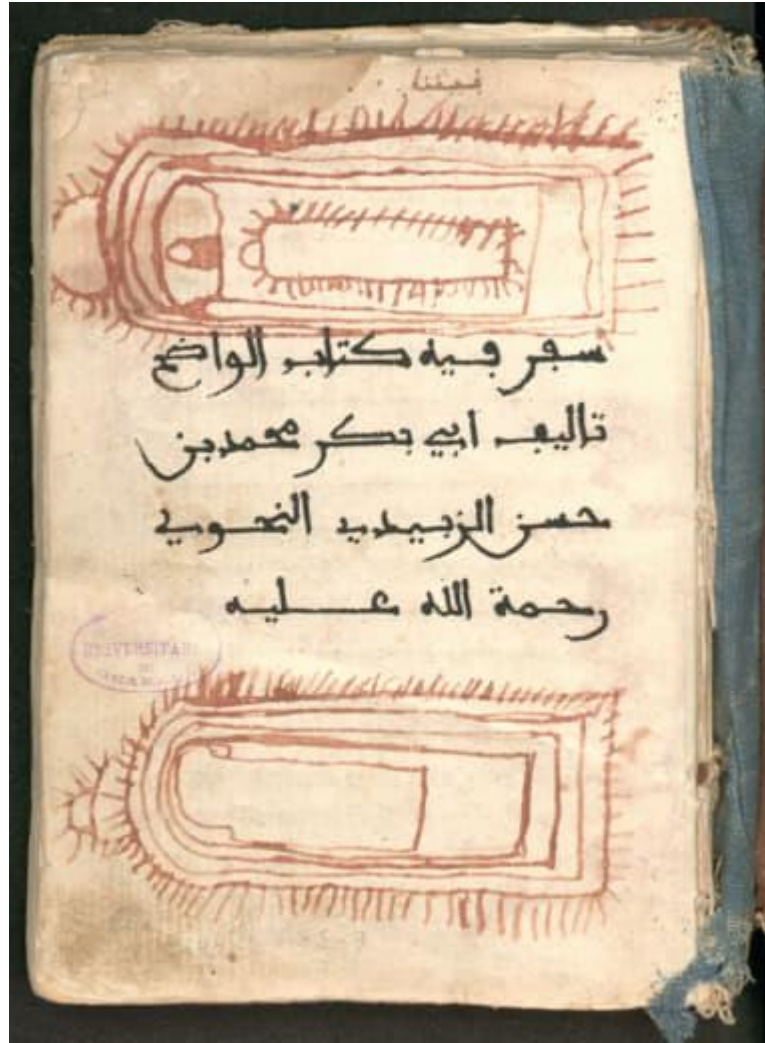 سفر فيه كتاب الواضح
تاليف ابي بكر محمد بن
حسن الزبيدي النحوي
رحمة الله عليه